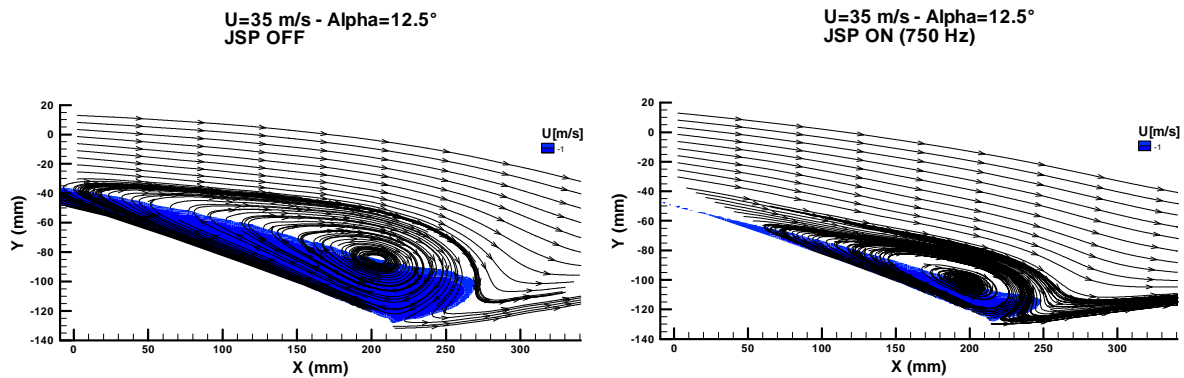 U=35 m/s - Alpha=12.5°
JSP OFF
U[m/s]
-1
20
0
-20
-40
-60
-80
-100
-120
-140
Y (mm)
0 50 100 150 200 250 300
X (mm)
U=35 m/s - Alpha=12.5°
JSP ON (750 Hz)
U[m/s]
-1
20
0
-20
-40
-60
-80
-100
-120
-140
Y (mm)
0 50 100 150 200 250 300
X (mm)